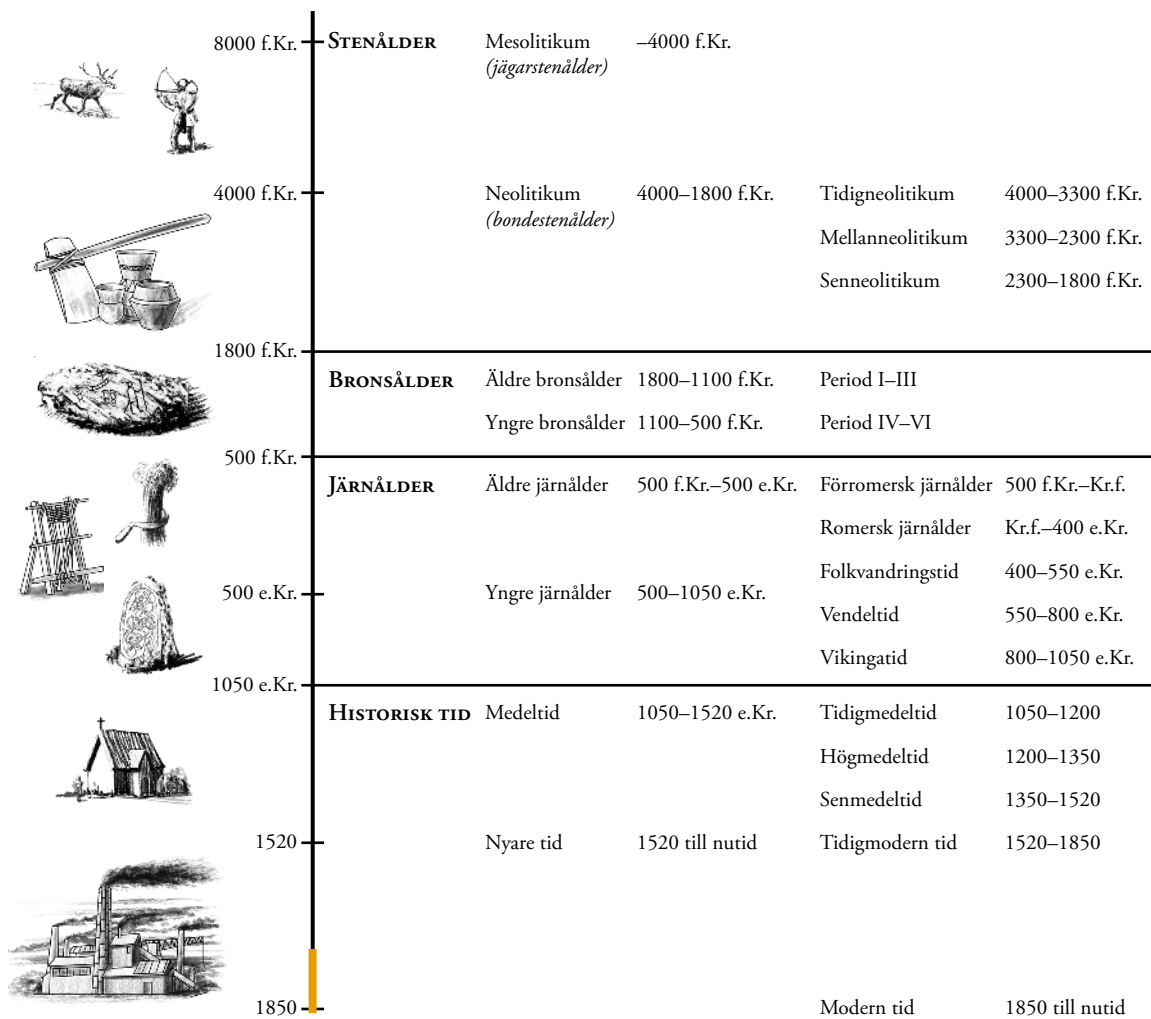 8000 f.Kr. Stenålder Mesolitikum –4000 f.Kr.
(jägarstenålder)
4000 f.Kr. Neolitikum 4000–1800 f.Kr. Tidigneolitikum 4000–3300 f.Kr.
(bondestenålder)
Mellanneolitikum 3300–2300 f.Kr.
Senneolitikum 2300–1800 f.Kr.
1800 f.Kr.
Bronsålder Äldre bronsålder 1800–1100 f.Kr. Period I–III
Yngre bronsålder 1100–500 f.Kr. Period IV–VI
500 f.Kr.
Järnålder Äldre järnålder 500 f.Kr.–500 e.Kr. Förromersk järnålder 500 f.Kr.–Kr.f.
Romersk järnålder Kr.f.–400 e.Kr.
Folkvandringstid 400–550 e.Kr.
500 e.Kr. Yngre järnålder 500–1050 e.Kr.
Vendeltid 550–800 e.Kr.
Vikingatid 800–1050 e.Kr.
1050 e.Kr.
Historisk tid Medeltid 1050–1520 e.Kr. Tidigmedeltid 1050–1200
Högmedeltid 1200–1350
Senmedeltid 1350–1520
1520 Nyare tid 1520 till nutid Tidigmodern tid 1520–1850
1850 Modern tid 1850 till nutid